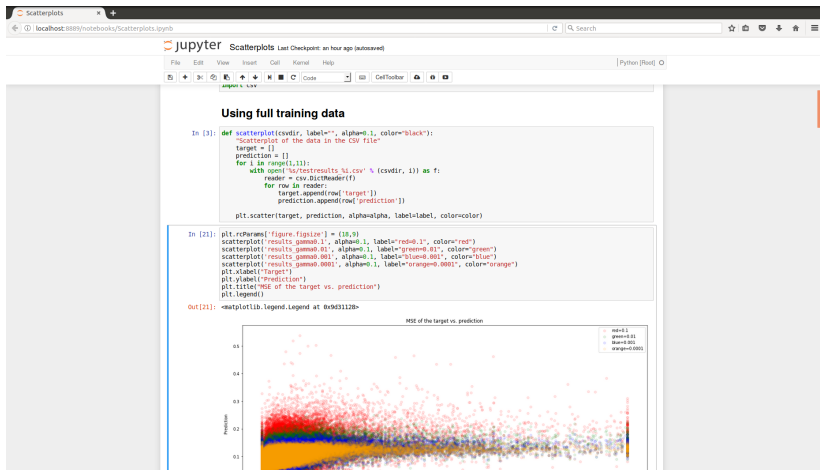 Scatterplots
localhost:8889/notebooks/Scatterplots.ipynb
Search
jupyter Scatterplots Last Checkpoint: an hour ago (autosaved)
File Edit View Insert Cell Kernel Help Python [Root]
Code CellToolbar
import csv
Using full training data
In [3]: def scatterplot(csvdir, label="", alpha=0.1, color="black"):
"Scatterplot of the data in the CSV file"
target = []
prediction = []
for i in range(1,11):
with open('%s/testresults_%i.csv' % (csvdir, i)) as f:
reader = csv.DictReader(f)
for row in reader:
target.append(row['target'])
prediction.append(row['prediction'])
plt.scatter(target, prediction, alpha=alpha, label=label, color=color)
In [21]: plt.rcParams['figure.figsize'] = (18,9)
scatterplot('results_gamma0.1', alpha=0.1, label="red=0.1", color="red")
scatterplot('results_gamma0.01', alpha=0.1, label="green=0.01", color="green")
scatterplot('results_gamma0.001', alpha=0.1, label="blue=0.001", color="blue")
scatterplot('results_gamma0.0001', alpha=0.1, label="orange=0.0001", color="orange")
plt.xlabel("Target")
plt.ylabel("Prediction")
plt.title("MSE of the target vs. prediction")
plt.legend()
Out[21]: <matplotlib.legend.Legend at 0x9d31128>
MSE of the target vs. prediction
red=0.1
green=0.01
blue=0.001
orange=0.0001
0.5
0.4
0.3
Prediction
0.2
0.1